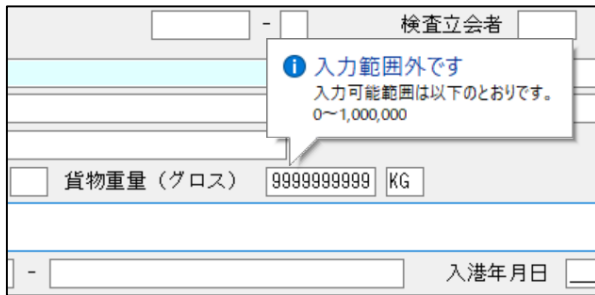 - 検査立会者
入力範囲外です
入力可能範囲は以下のとおりです。
0～1,000,000
貨物重量（グロス） 9999999999 KG
- 入港年月日 __